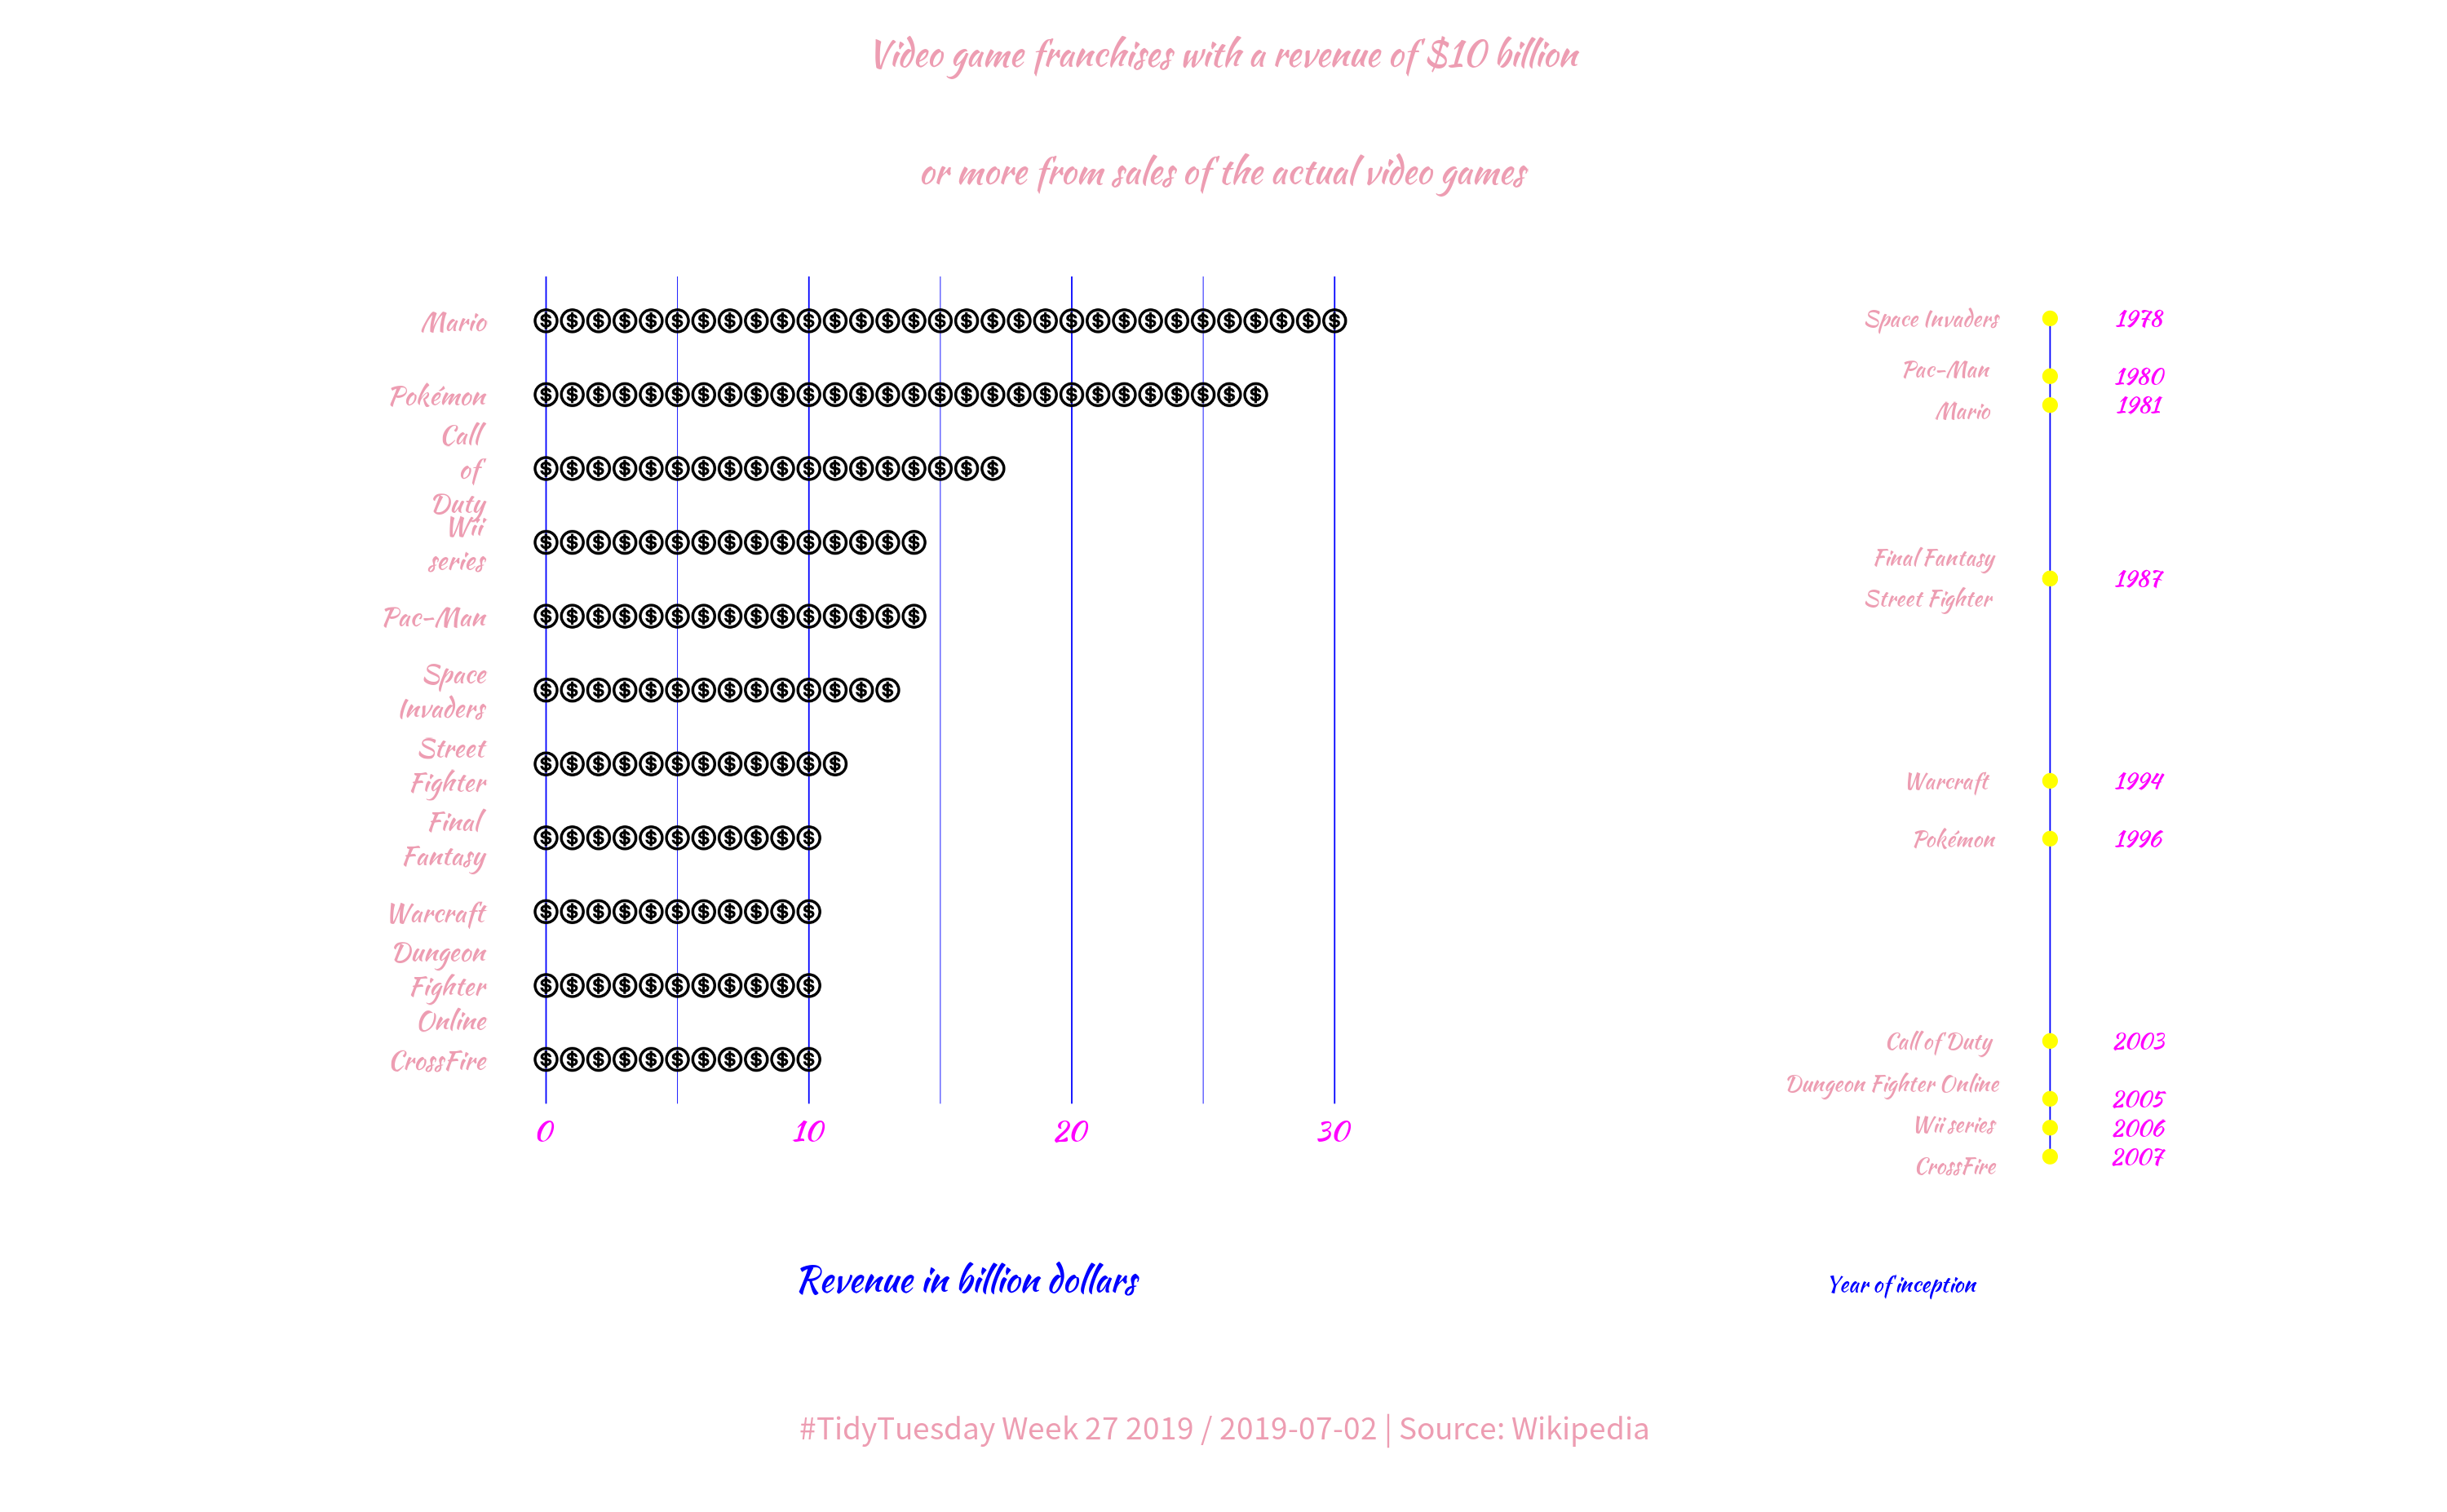 Video game franchises with a revenue of $10 billion
or more from sales of the actual video games
Mario
Pokémon
Call
of
Duty
Wii
series
Pac-Man
Space
Invaders
Street
Fighter
Final
Fantasy
Warcraft
Dungeon
Fighter
Online
CrossFire
0 10 20 30
Revenue in billion dollars
Space Invaders 1978
Pac-Man 1980
Mario 1981
Final Fantasy
1987
Street Fighter
Warcraft 1994
Pokémon 1996
Call of Duty 2003
Dungeon Fighter Online 2005
Wii series 2006
CrossFire 2007
Year of inception
#TidyTuesday Week 27 2019 / 2019-07-02 | Source: Wikipedia